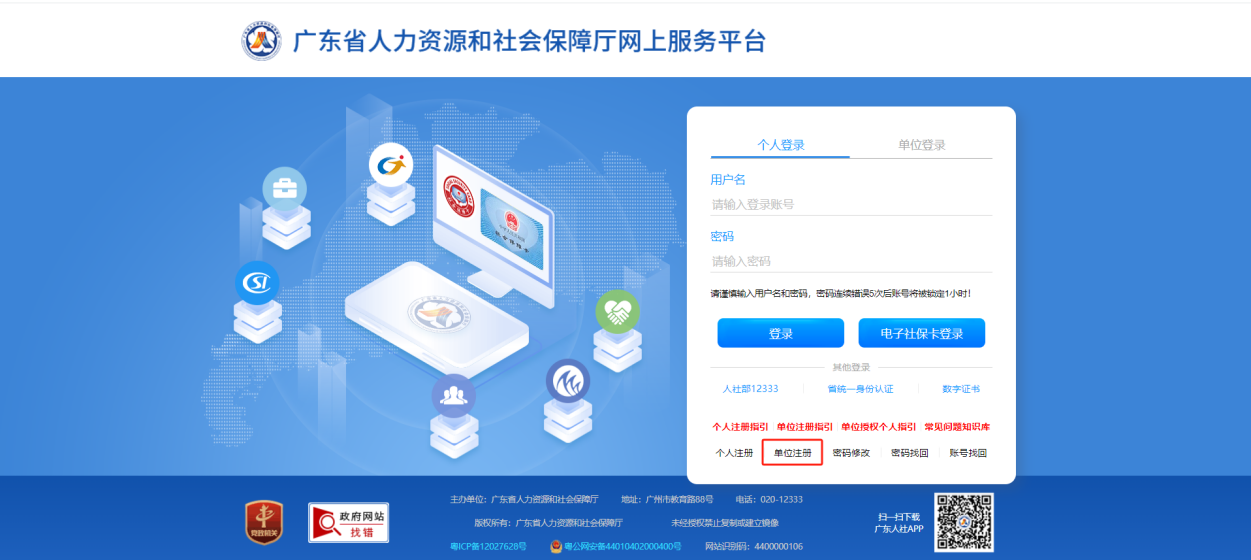 广东省人力资源和社会保障厅网上服务平台
个人登录 单位登录
用户名
请输入登录账号
密码
请输入密码
请谨慎输入用户名和密码，密码连续错误5次后账号将被锁定1小时！
登录 电子社保卡登录
其他登录
人社部12333 省统一身份认证 数字证书
个人注册指引 单位注册指引 单位授权个人指引 常见问题知识库
个人注册 单位注册 密码修改 密码找回 账号找回
主办单位：广东省人力资源和社会保障厅 地址：广州市教育路88号 电话：020-12333
政府网站
找错
版权所有：广东省人力资源和社会保障厅 未经授权禁止复制或建立镜像
扫一扫下载
广东人社APP
党政机关
粤ICP备12027628号 粤公网安备44010402000400号 网站识别码：4400000106